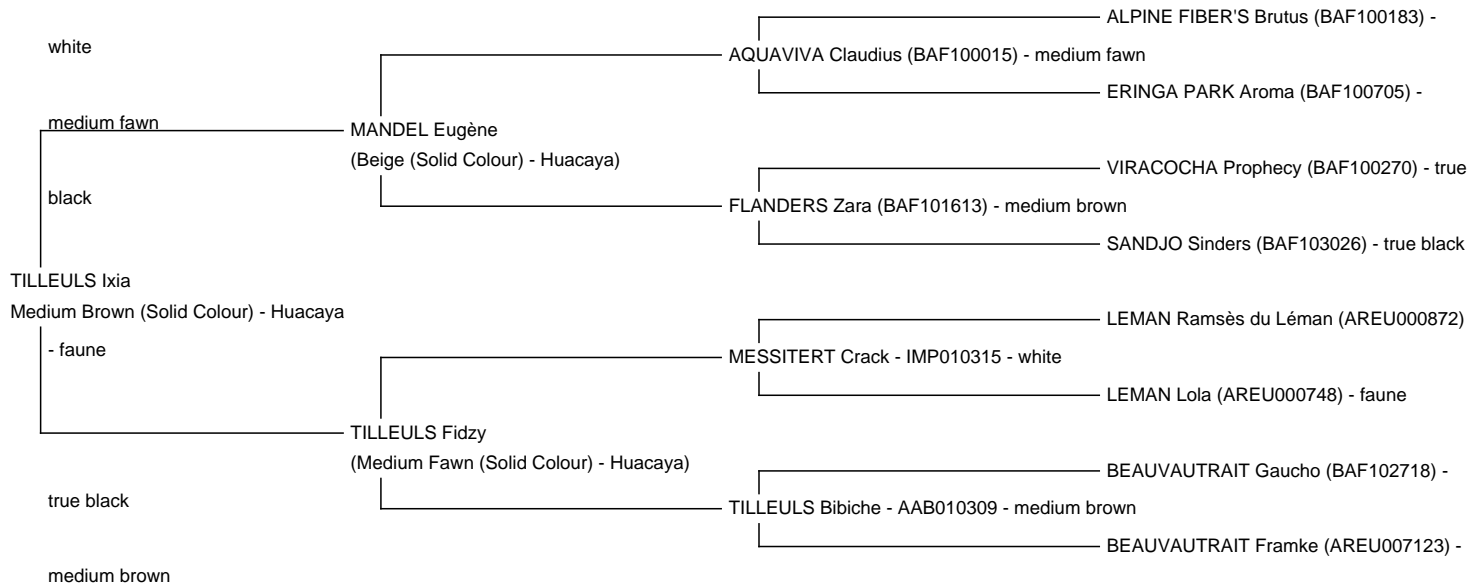 ALPINE FIBER'S Brutus (BAF100183) -
white
AQUAVIVA Claudius (BAF100015) - medium fawn
ERINGA PARK Aroma (BAF100705) -
medium fawn
MANDEL Eugène
(Beige (Solid Colour) - Huacaya)
VIRACOCHA Prophecy (BAF100270) - true
black
FLANDERS Zara (BAF101613) - medium brown
SANDJO Sinders (BAF103026) - true black
TILLEULS Ixia
Medium Brown (Solid Colour) - Huacaya
LEMAN Ramsès du Léman (AREU000872)
- faune
MESSITERT Crack - IMP010315 - white
LEMAN Lola (AREU000748) - faune
TILLEULS Fidzy
(Medium Fawn (Solid Colour) - Huacaya)
BEAUVAUTRAIT Gaucho (BAF102718) -
true black
TILLEULS Bibiche - AAB010309 - medium brown
BEAUVAUTRAIT Framke (AREU007123) -
medium brown